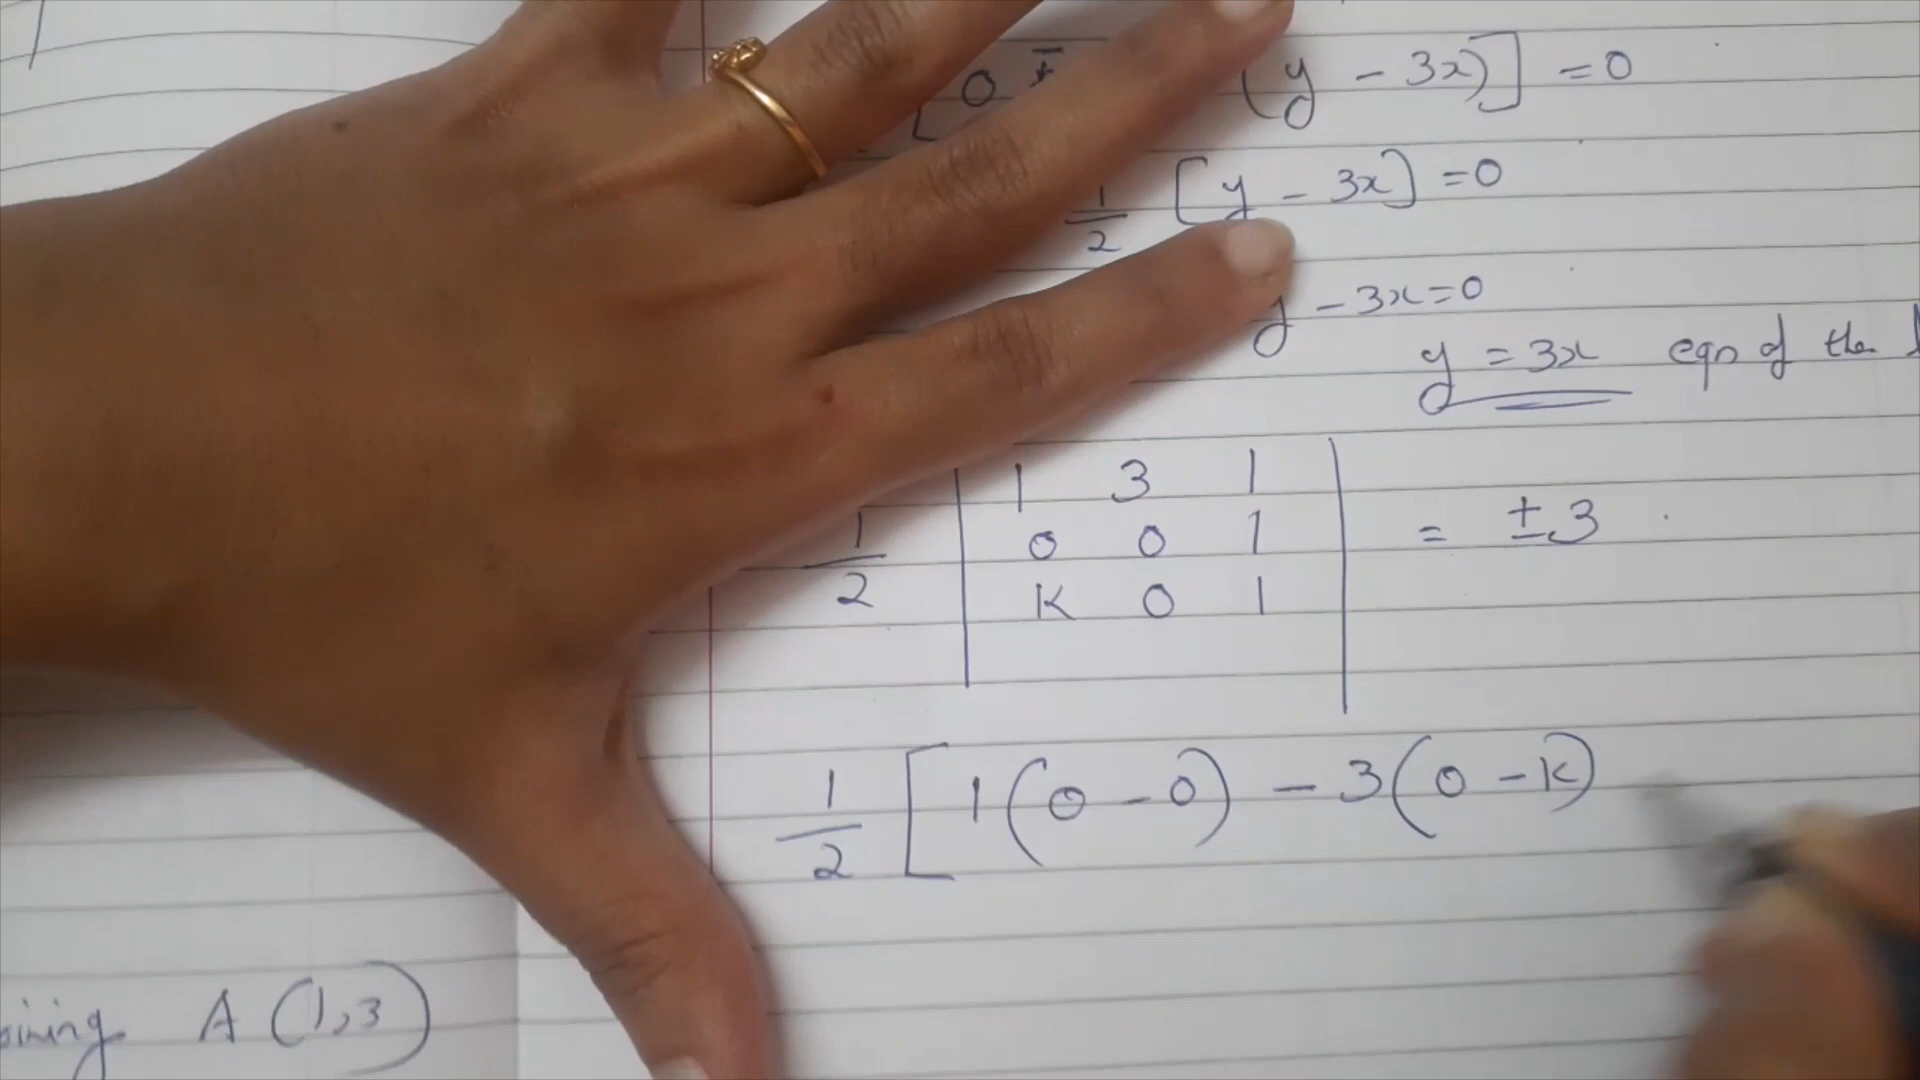 [0 (y - 3x)] = 0
1/2 [y - 3x] = 0
y - 3x = 0
y = 3x eqn of the
1/2 | 1 3 1 | = ±3
| 0 0 1 |
| K 0 1 |
1/2 [1(0 - 0) - 3(0 - K)
A (1,3)